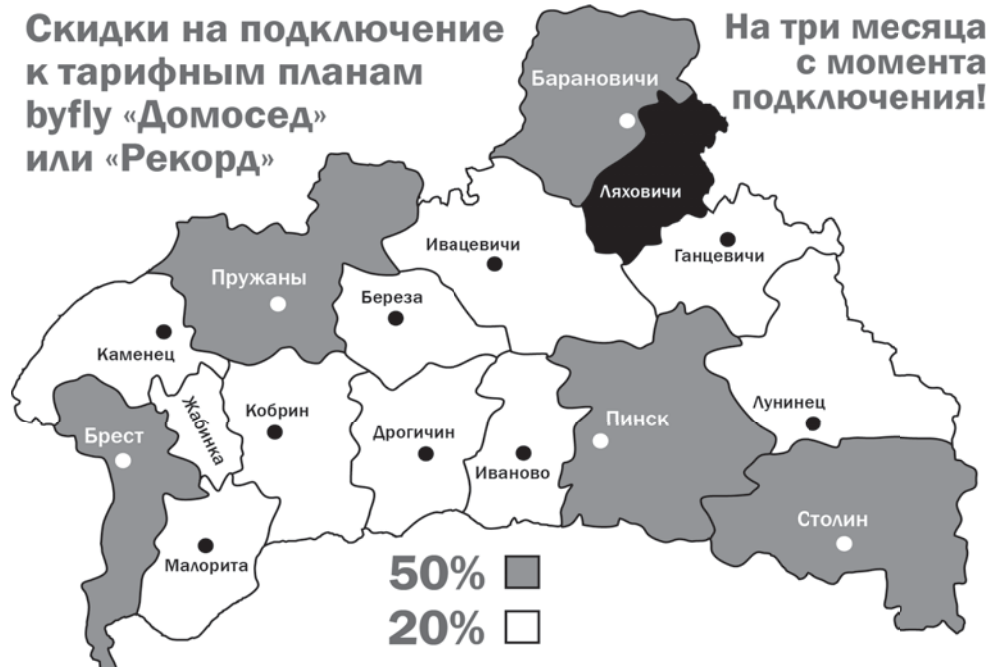 Скидки на подключение
к тарифным планам
byfly «Домосед»
или «Рекорд»
На три месяца
с момента
подключения!
Барановичи
Ляховичи
Ивацевичи
Ганцевичи
Пружаны
Береза
Каменец
Жабинка
Кобрин
Дрогичин
Иваново
Пинск
Лунинец
Брест
Столин
Малорита
50%
20%